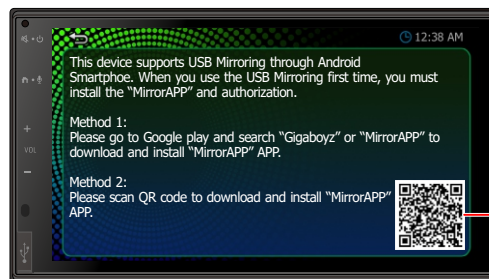 12:38 AM
This device supports USB Mirroring through Android
Smartphoe. When you use the USB Mirroring first time, you must
install the “MirrorAPP” and authorization.
Method 1:
Please go to Google play and search “Gigaboyz” or “MirrorAPP” to
download and install “MirrorAPP” APP.
Method 2:
Please scan QR code to download and install “MirrorAPP”
APP.
+
VOL
−